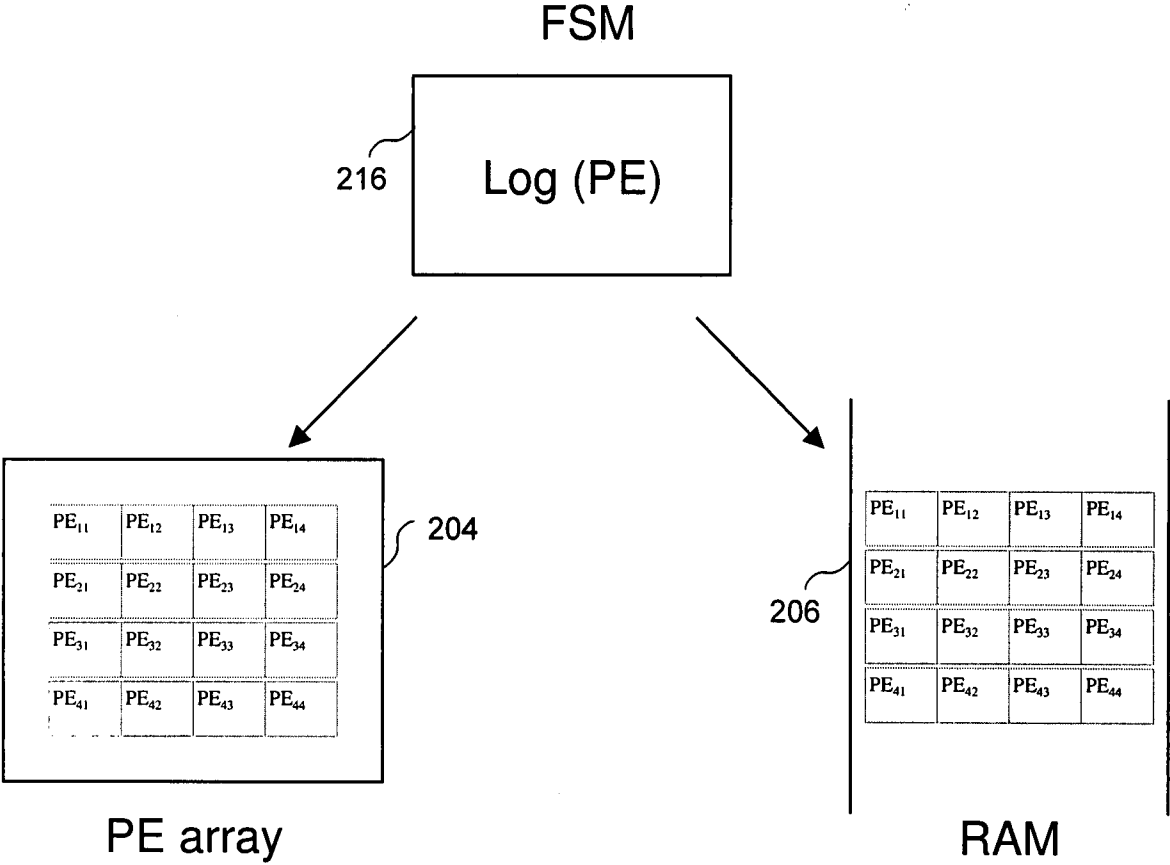 FSM
216
Log (PE)
PE11 PE12 PE13 PE14
PE21 PE22 PE23 PE24
PE31 PE32 PE33 PE34
PE41 PE42 PE43 PE44
204
PE array
206
PE11 PE12 PE13 PE14
PE21 PE22 PE23 PE24
PE31 PE32 PE33 PE34
PE41 PE42 PE43 PE44
RAM